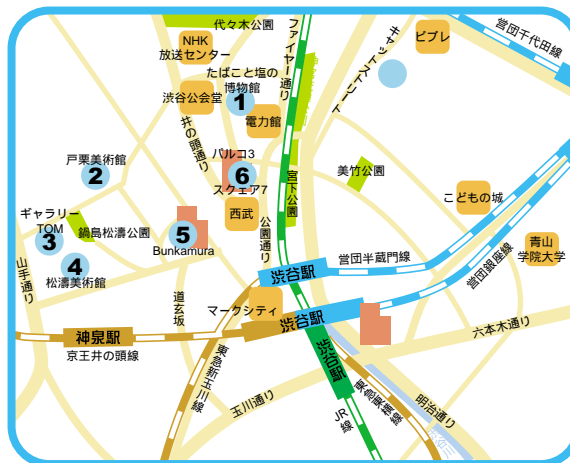 代々木公園
NHK
放送センター
ファイヤー通り
キャットストリート
ビブレ
営団千代田線
たばこと塩の
博物館
1
渋谷公会堂
電力館
井の頭通り
戸栗美術館
2
パルコ3
6
スクエア7
西武
宮下公園
美竹公園
こどもの城
ギャラリー
TOM
3
鍋島松濤公園
5
Bunkamura
公園通り
営団半蔵門線
営団銀座線
青山
学院大学
4
松濤美術館
山手通り
渋谷駅
道玄坂
マークシティ
渋谷駅
六本木通り
神泉駅
京王井の頭線
東急新玉川線
渋谷駅
玉川通り
JR線
東急東横線
明治通り
渋谷川